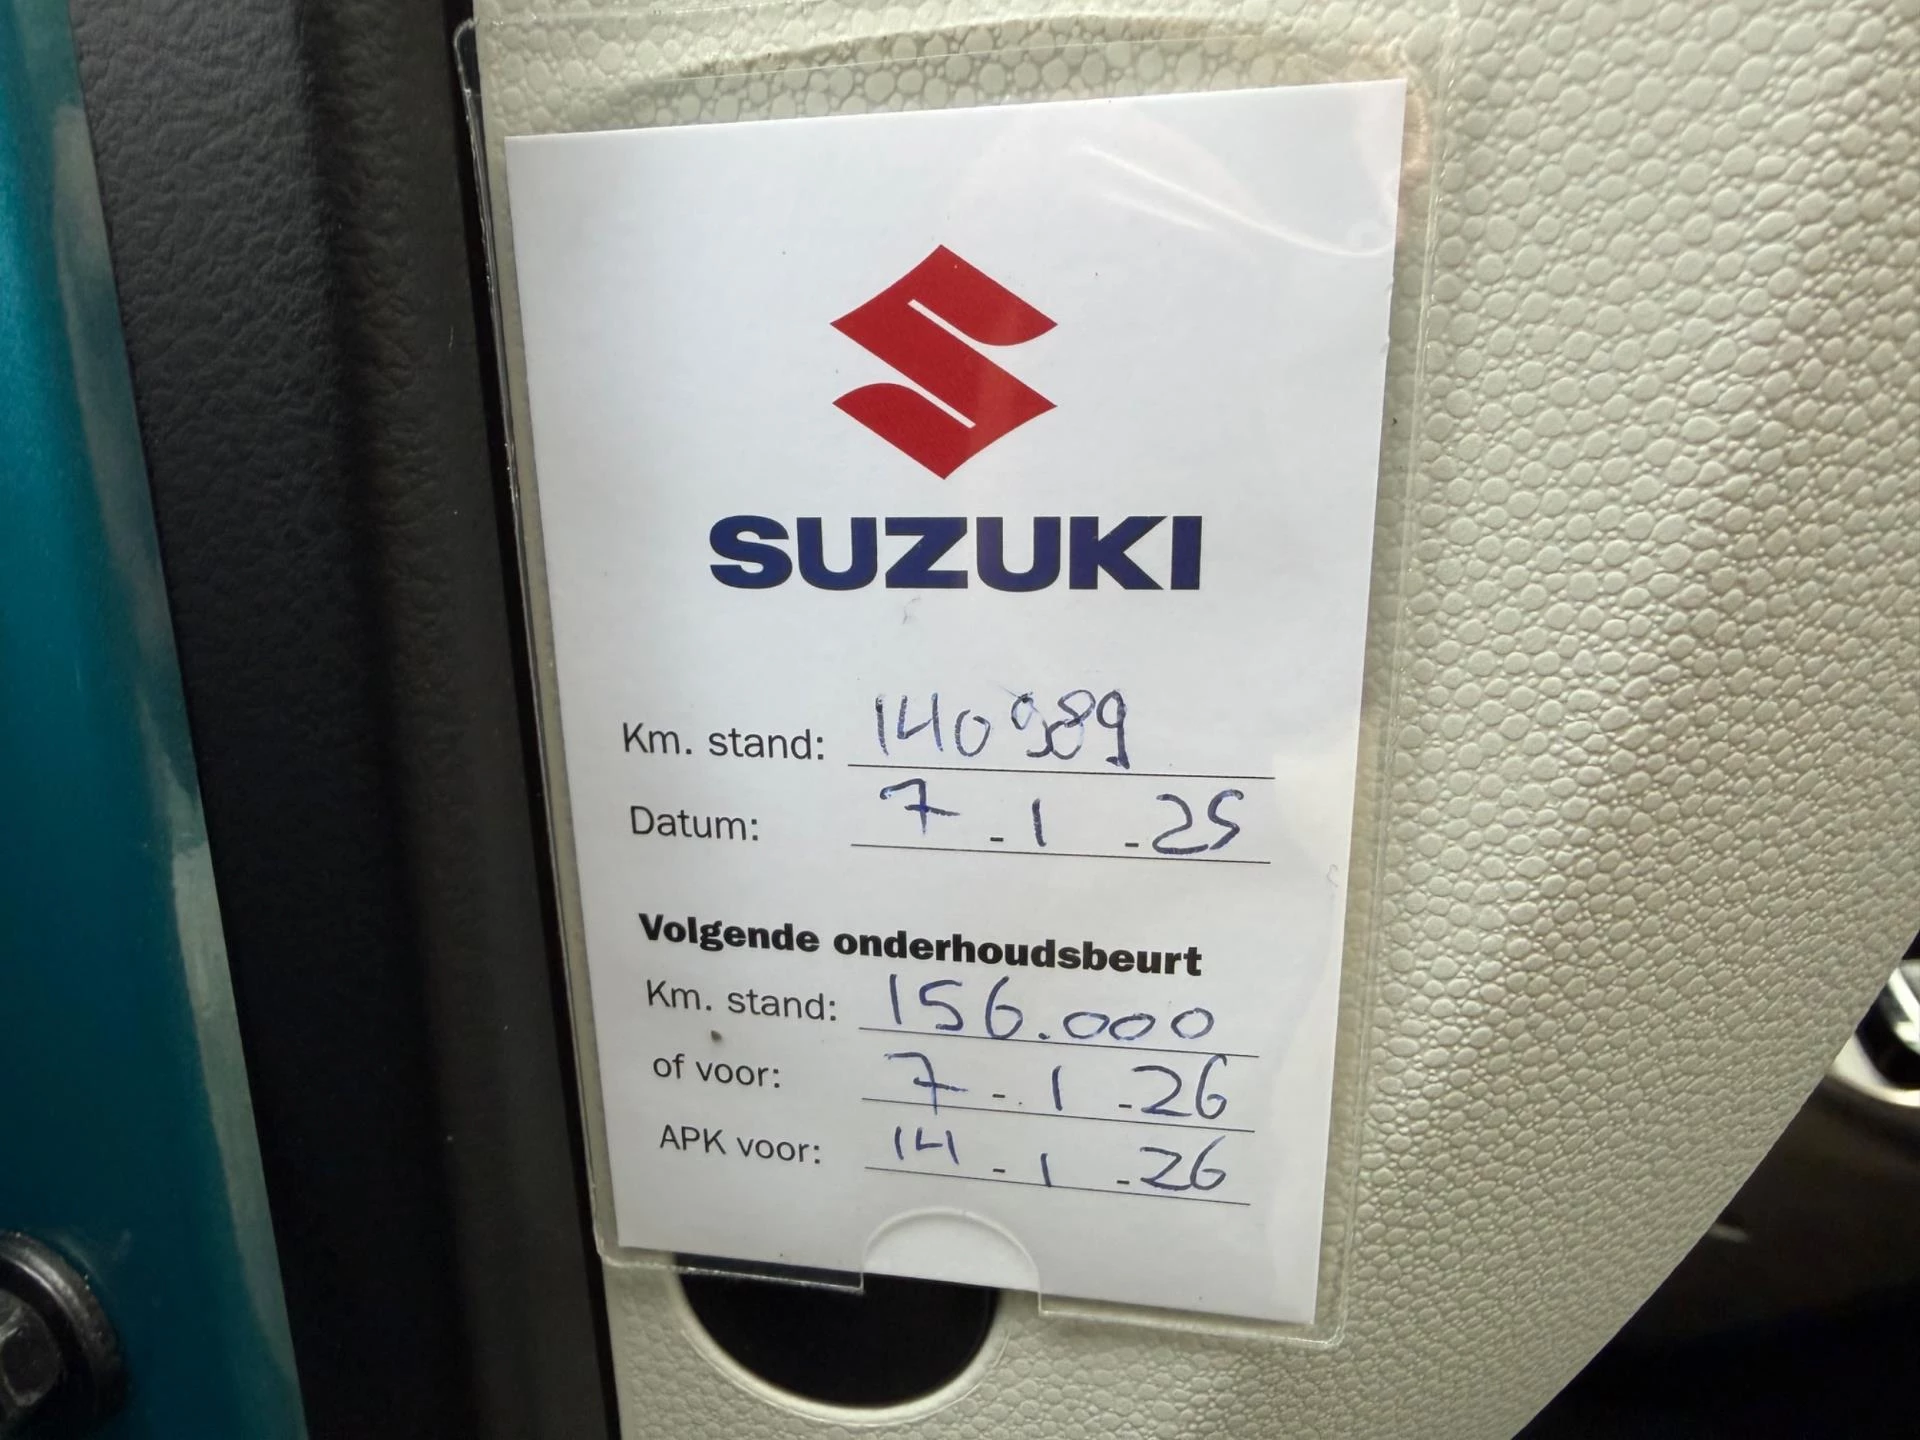 SUZUKI
Km. stand: 140989
Datum: 7 - 1 - 25
Volgende onderhoudsbeurt
Km. stand: 156.000
of voor: 7 - 1 - 26
APK voor: 14 - 1 - 26